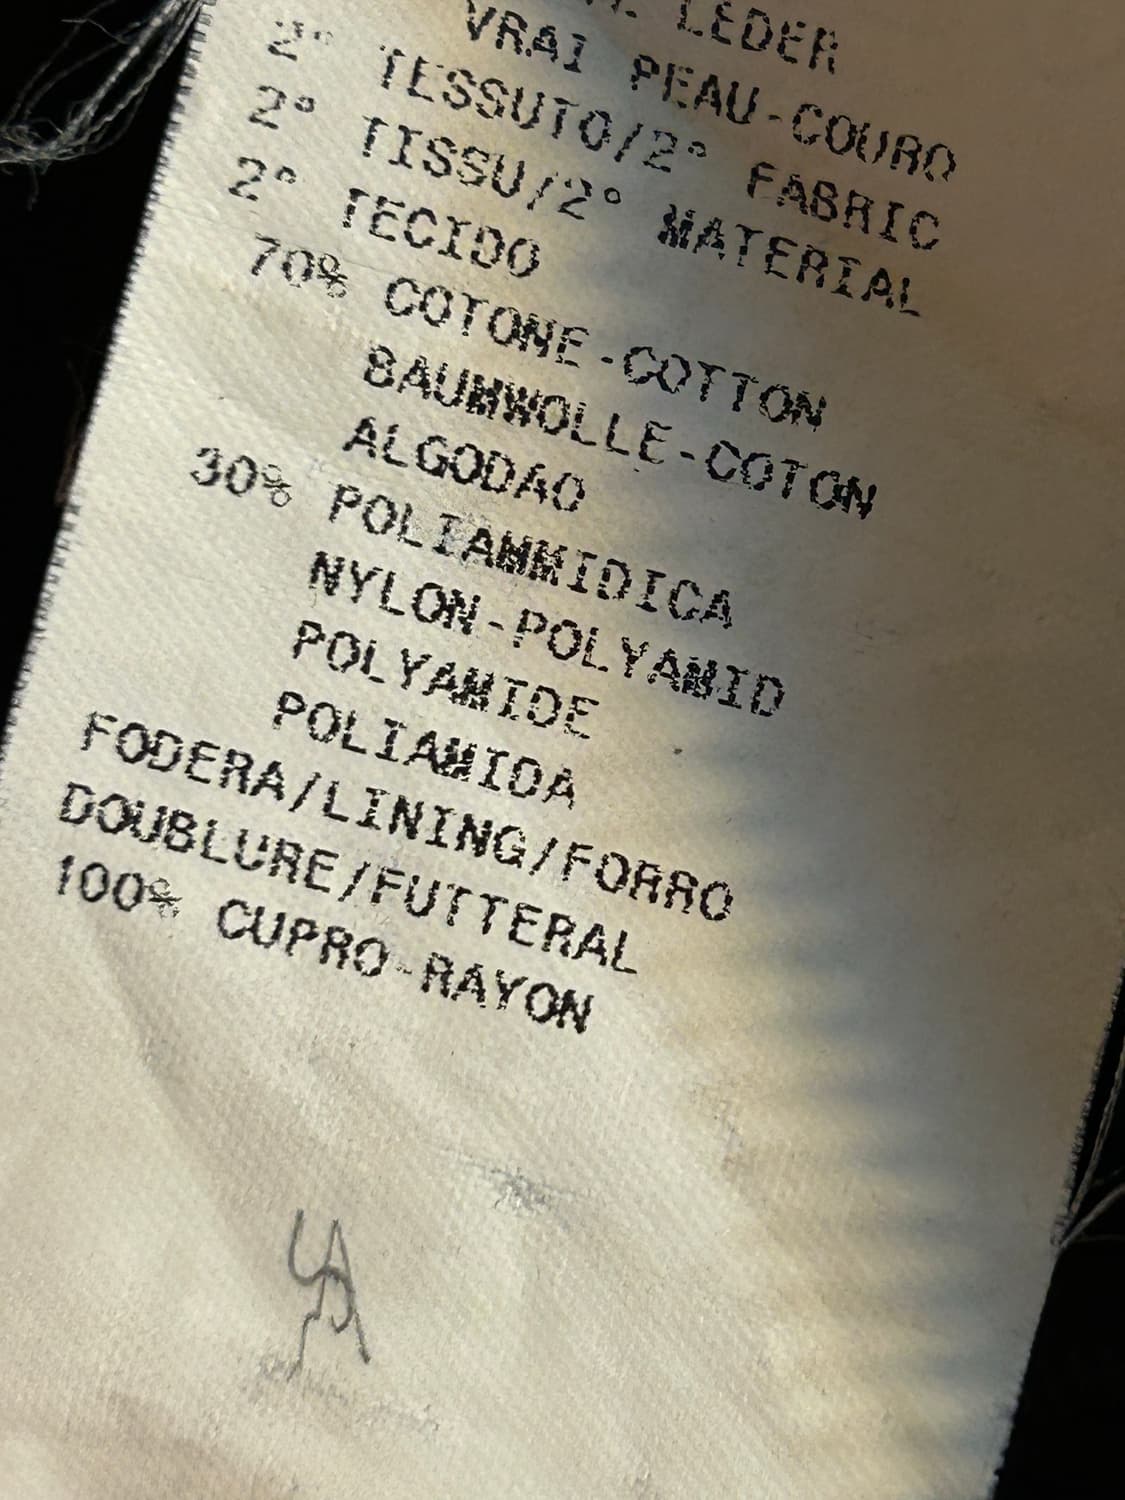 LEDER
VRAI PEAU-COURO
2° TESSUTO/2° FABRIC
2° TISSU/2° MATERIAL
2° TECIDO
70% COTONE-COTTON
BAUMWOLLE-COTON
ALGODAO
30% POLIAMMIDICA
NYLON-POLYAMID
POLYAMIDE
POLIAMIDA
FODERA/LINING/FORRO
DOUBLURE/FUTTERAL
100% CUPRO-RAYON